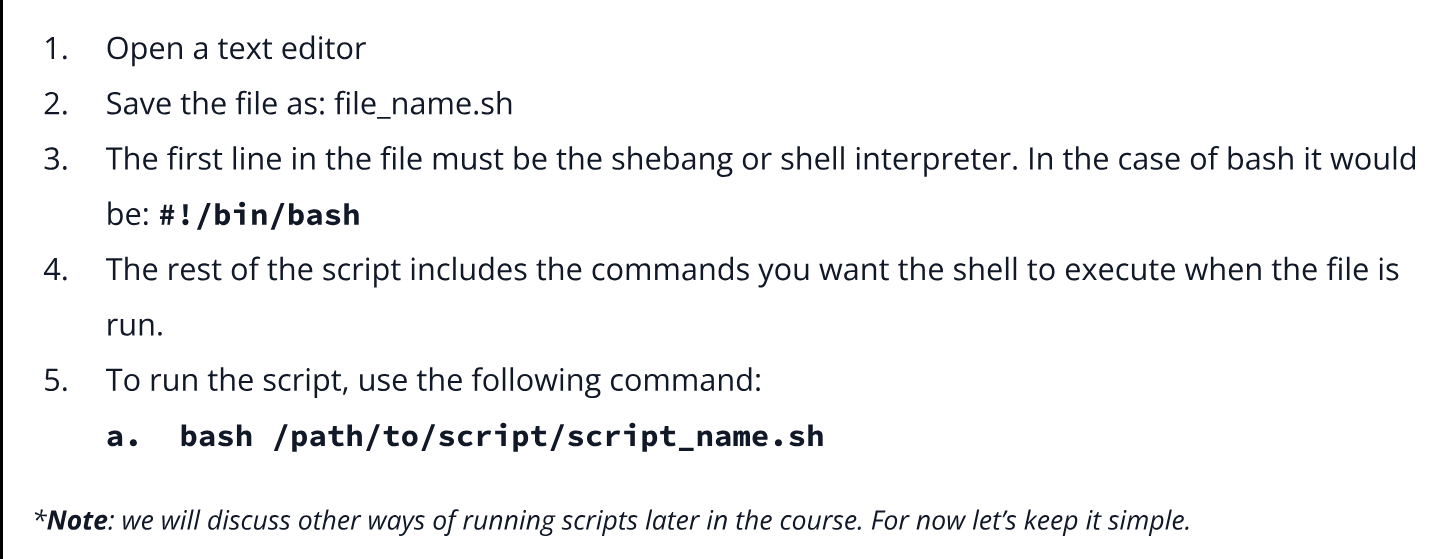 1. Open a text editor
2. Save the file as: file_name.sh
3. The first line in the file must be the shebang or shell interpreter. In the case of bash it would
be: #!/bin/bash
4. The rest of the script includes the commands you want the shell to execute when the file is
run.
5. To run the script, use the following command:
a. bash /path/to/script/script_name.sh
*Note: we will discuss other ways of running scripts later in the course. For now let’s keep it simple.